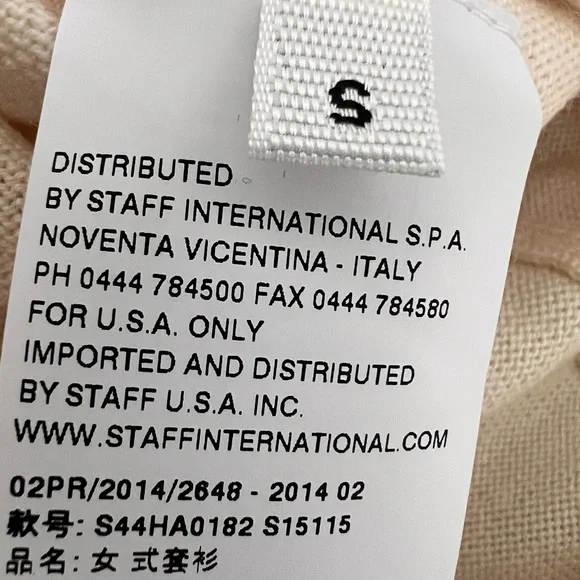 S
DISTRIBUTED
BY STAFF INTERNATIONAL S.P.A.
NOVENTA VICENTINA - ITALY
PH 0444 784500 FAX 0444 784580
FOR U.S.A. ONLY
IMPORTED AND DISTRIBUTED
BY STAFF U.S.A. INC.
WWW.STAFFINTERNATIONAL.COM
02PR/2014/2648 - 2014 02
款号: S44HA0182 S15115
品名: 女 式套衫